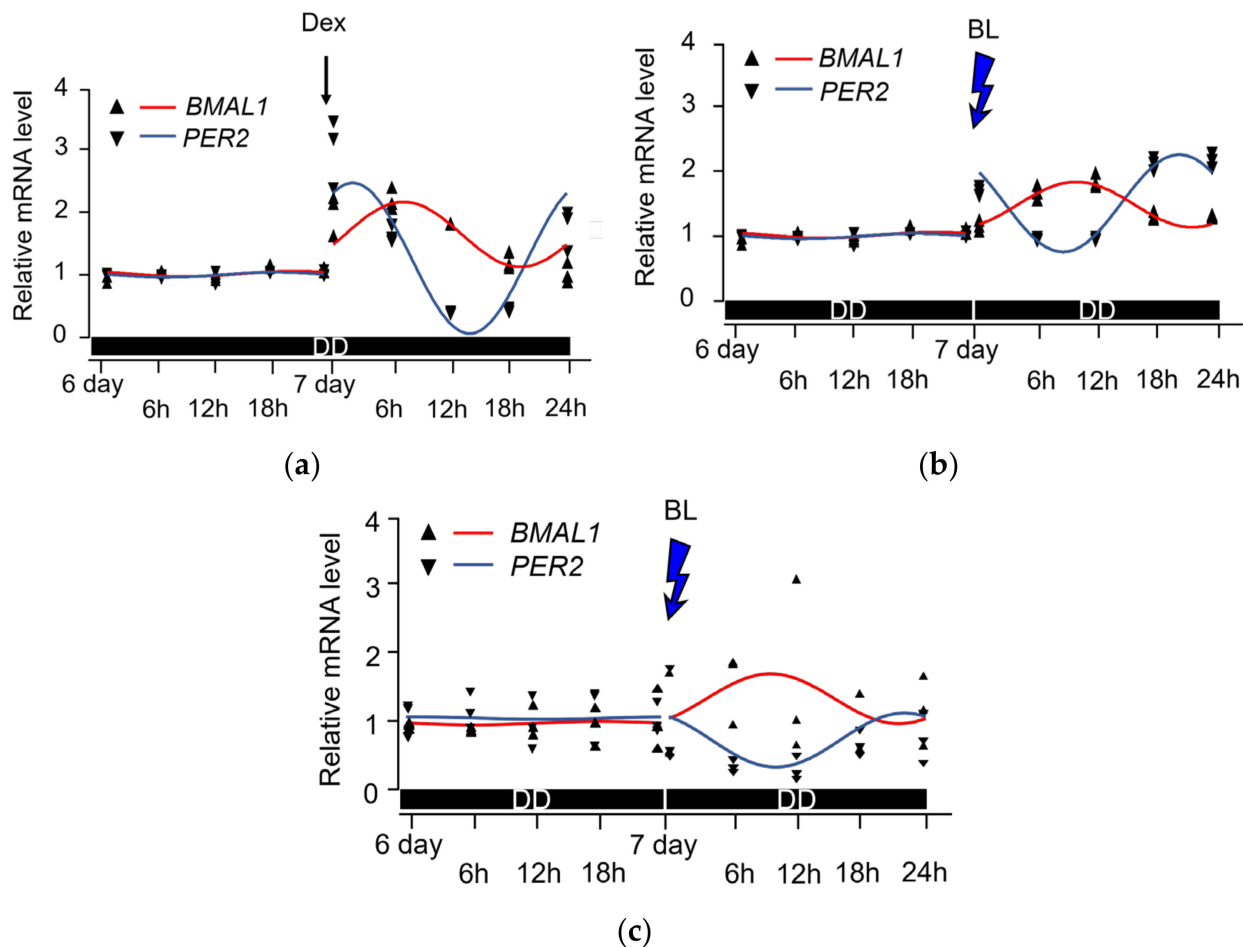 Dex
Relative mRNA level
4
3
2
1
0
BMAL1
PER2
DD
6 day 6h 12h 18h 7 day 6h 12h 18h 24h
(a)
BL
Relative mRNA level
4
3
2
1
0
BMAL1
PER2
DD DD
6 day 6h 12h 18h 7 day 6h 12h 18h 24h
(b)
BL
Relative mRNA level
4
3
2
1
0
BMAL1
PER2
DD DD
6 day 6h 12h 18h 7 day 6h 12h 18h 24h
(c)